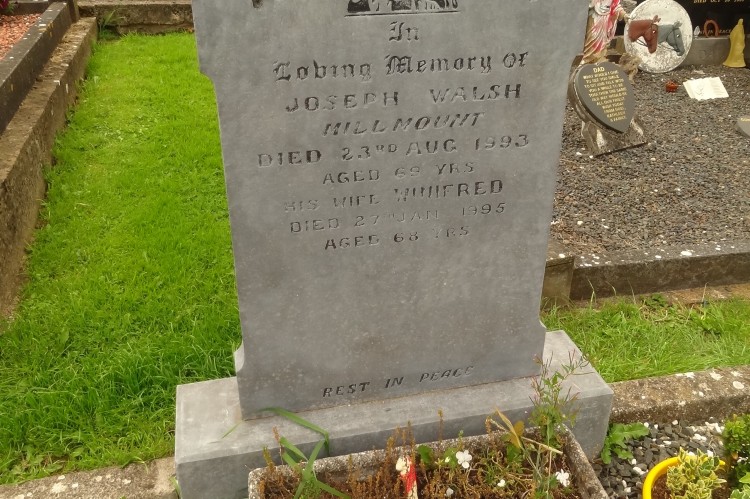 In
Loving Memory of
JOSEPH WALSH
HILLMOUNT
DIED 23RD AUG 1993
AGED 69 YRS
HIS WIFE WINIFRED
DIED 27 JAN 1995
AGED 68 YRS
REST IN PEACE
DAD